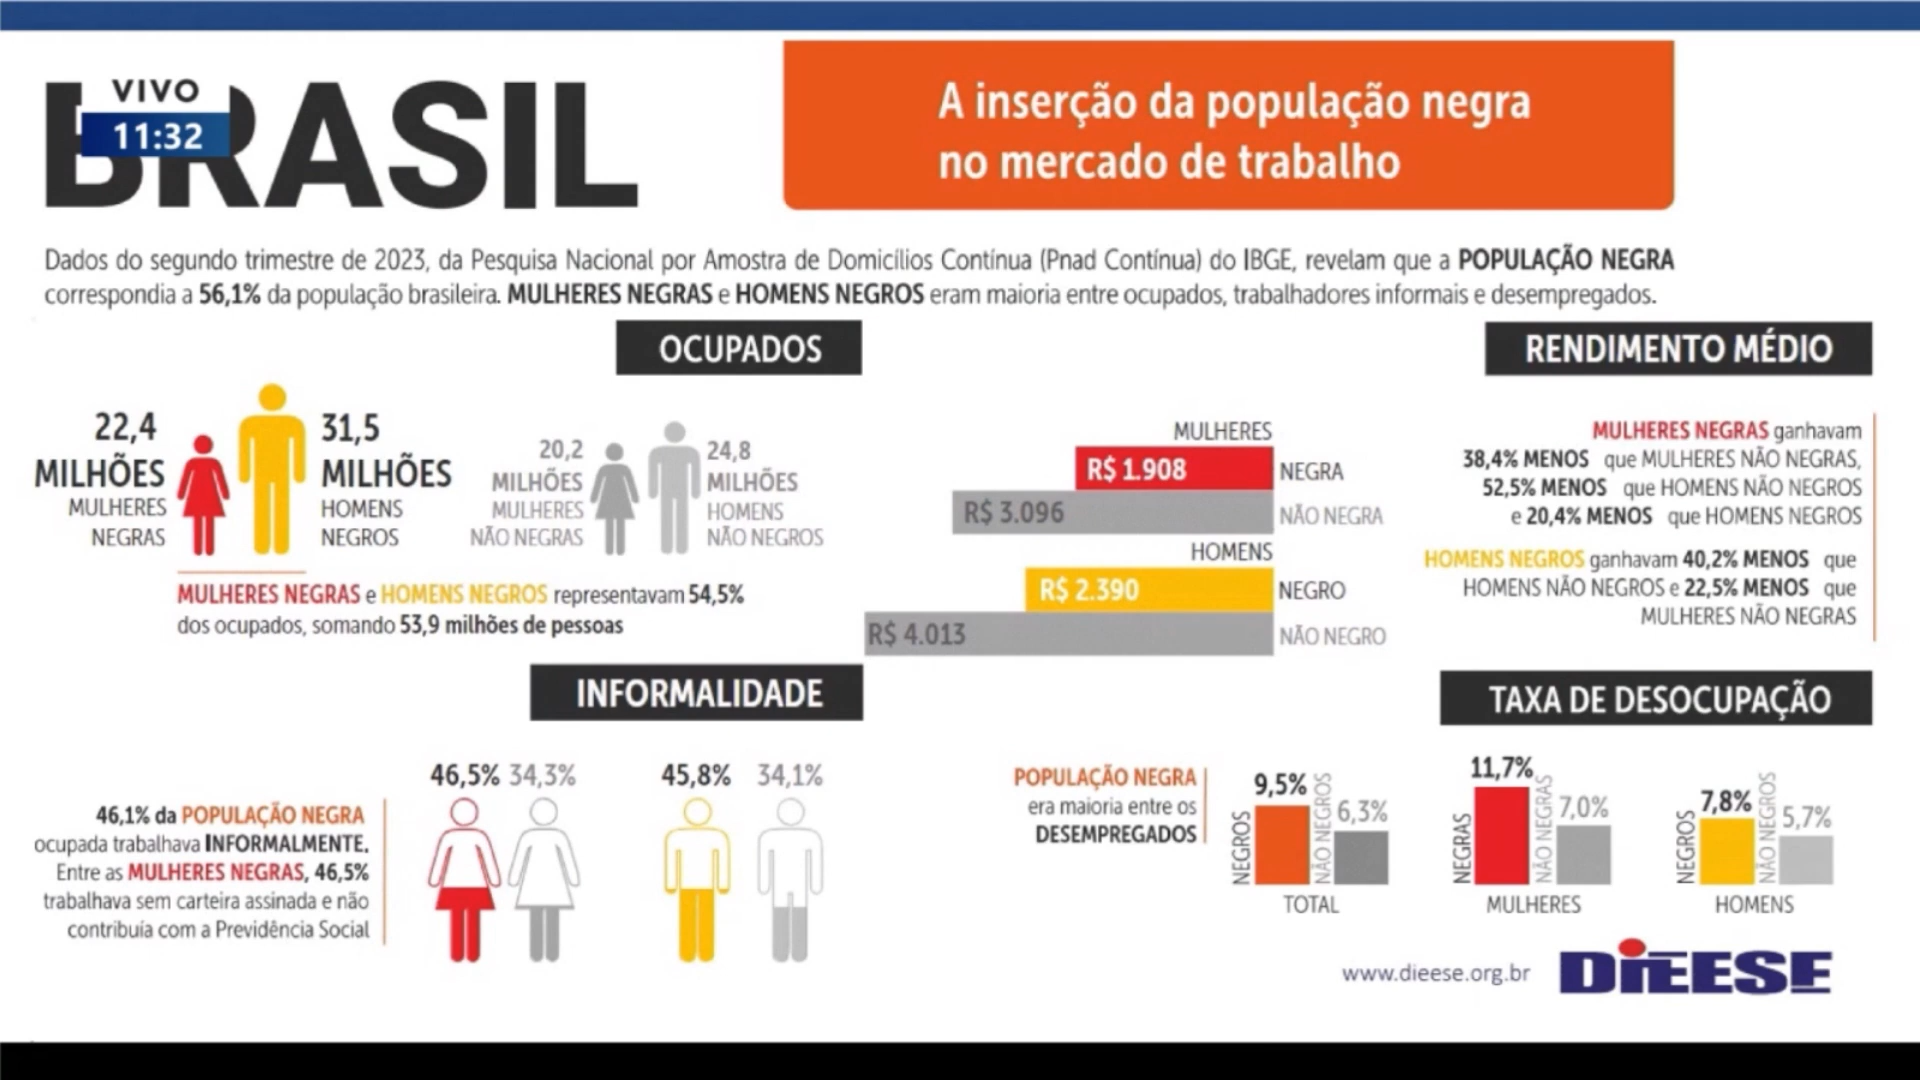 BRASIL
VIVO
11:32
A inserção da população negra
no mercado de trabalho
Dados do segundo trimestre de 2023, da Pesquisa Nacional por Amostra de Domicílios Contínua (Pnad Contínua) do IBGE, revelam que a POPULAÇÃO NEGRA
correspondia a 56,1% da população brasileira. MULHERES NEGRAS e HOMENS NEGROS eram maioria entre ocupados, trabalhadores informais e desempregados.
OCUPADOS
22,4
MILHÕES
MULHERES
NEGRAS
31,5
MILHÕES
HOMENS
NEGROS
20,2
MILHÕES
MULHERES
NÃO NEGRAS
24,8
MILHÕES
HOMENS
NÃO NEGROS
MULHERES NEGRAS e HOMENS NEGROS representavam 54,5%
dos ocupados, somando 53,9 milhões de pessoas
RENDIMENTO MÉDIO
MULHERES
R$ 1.908 NEGRA
R$ 3.096 NÃO NEGRA
HOMENS
R$ 2.390 NEGRO
R$ 4.013 NÃO NEGRO
MULHERES NEGRAS ganhavam
38,4% MENOS que MULHERES NÃO NEGRAS,
52,5% MENOS que HOMENS NÃO NEGROS
e 20,4% MENOS que HOMENS NEGROS
HOMENS NEGROS ganhavam 40,2% MENOS que
HOMENS NÃO NEGROS e 22,5% MENOS que
MULHERES NÃO NEGRAS
INFORMALIDADE
46,1% da POPULAÇÃO NEGRA
ocupada trabalhava INFORMALMENTE.
Entre as MULHERES NEGRAS, 46,5%
trabalhava sem carteira assinada e não
contribuía com a Previdência Social
46,5% 34,3%
45,8% 34,1%
TAXA DE DESOCUPAÇÃO
POPULAÇÃO NEGRA
era maioria entre os
DESEMPREGADOS
NEGROS
9,5%
NÃO NEGROS
6,3%
TOTAL
NEGRAS
11,7%
NÃO NEGRAS
7,0%
MULHERES
NEGROS
7,8%
NÃO NEGROS
5,7%
HOMENS
www.dieese.org.br
DIEESE